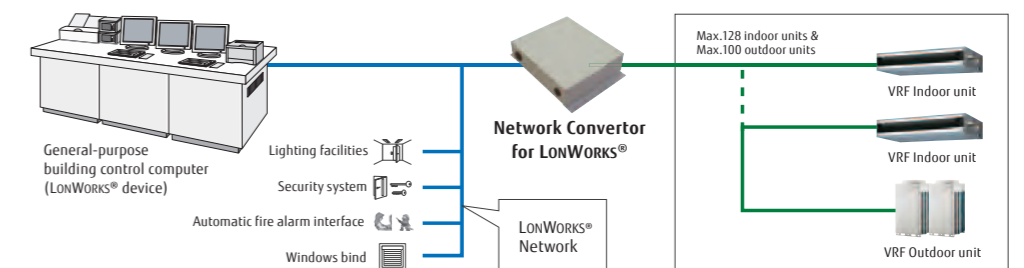 General-purpose
building control computer
(LONWORKS® device)
Lighting facilities
Security system
Automatic fire alarm interface
Windows bind
LONWORKS®
Network
Network Convertor
for LONWORKS®
Max.128 indoor units &
Max.100 outdoor units
VRF Indoor unit
VRF Indoor unit
VRF Outdoor unit